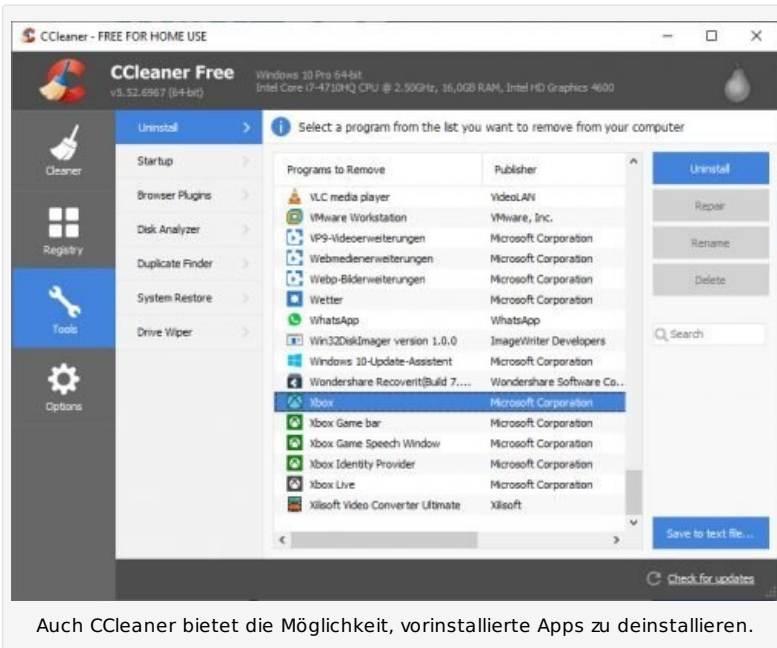 CCleaner - FREE FOR HOME USE
CCleaner Free
v5.52.6967 (64-bit)
Windows 10 Pro 64-bit
Intel Core i7-4710HQ CPU @ 2.50GHz, 16,0GB RAM, Intel HD Graphics 4600
Cleaner
Registry
Tools
Options
Uninstall
Startup
Browser Plugins
Disk Analyzer
Duplicate Finder
System Restore
Drive Wiper
Select a program from the list you want to remove from your computer
Programs to Remove Publisher
VLC media player VideoLAN
VMware Workstation VMware, Inc.
VP9-Videoerweiterungen Microsoft Corporation
Webmedienerweiterungen Microsoft Corporation
Webp-Bilderweiterungen Microsoft Corporation
Wetter Microsoft Corporation
WhatsApp WhatsApp
Win32DiskImager version 1.0.0 ImageWriter Developers
Windows 10-Update-Assistent Microsoft Corporation
Wondershare Recoverit(Build 7.... Wondershare Software Co...
Xbox Microsoft Corporation
Xbox Game bar Microsoft Corporation
Xbox Game Speech Window Microsoft Corporation
Xbox Identity Provider Microsoft Corporation
Xbox Live Microsoft Corporation
Xilisoft Video Converter Ultimate Xilisoft
Uninstall
Repair
Rename
Delete
Search
Save to text file...
Check for updates
Auch CCleaner bietet die Möglichkeit, vorinstallierte Apps zu deinstallieren.